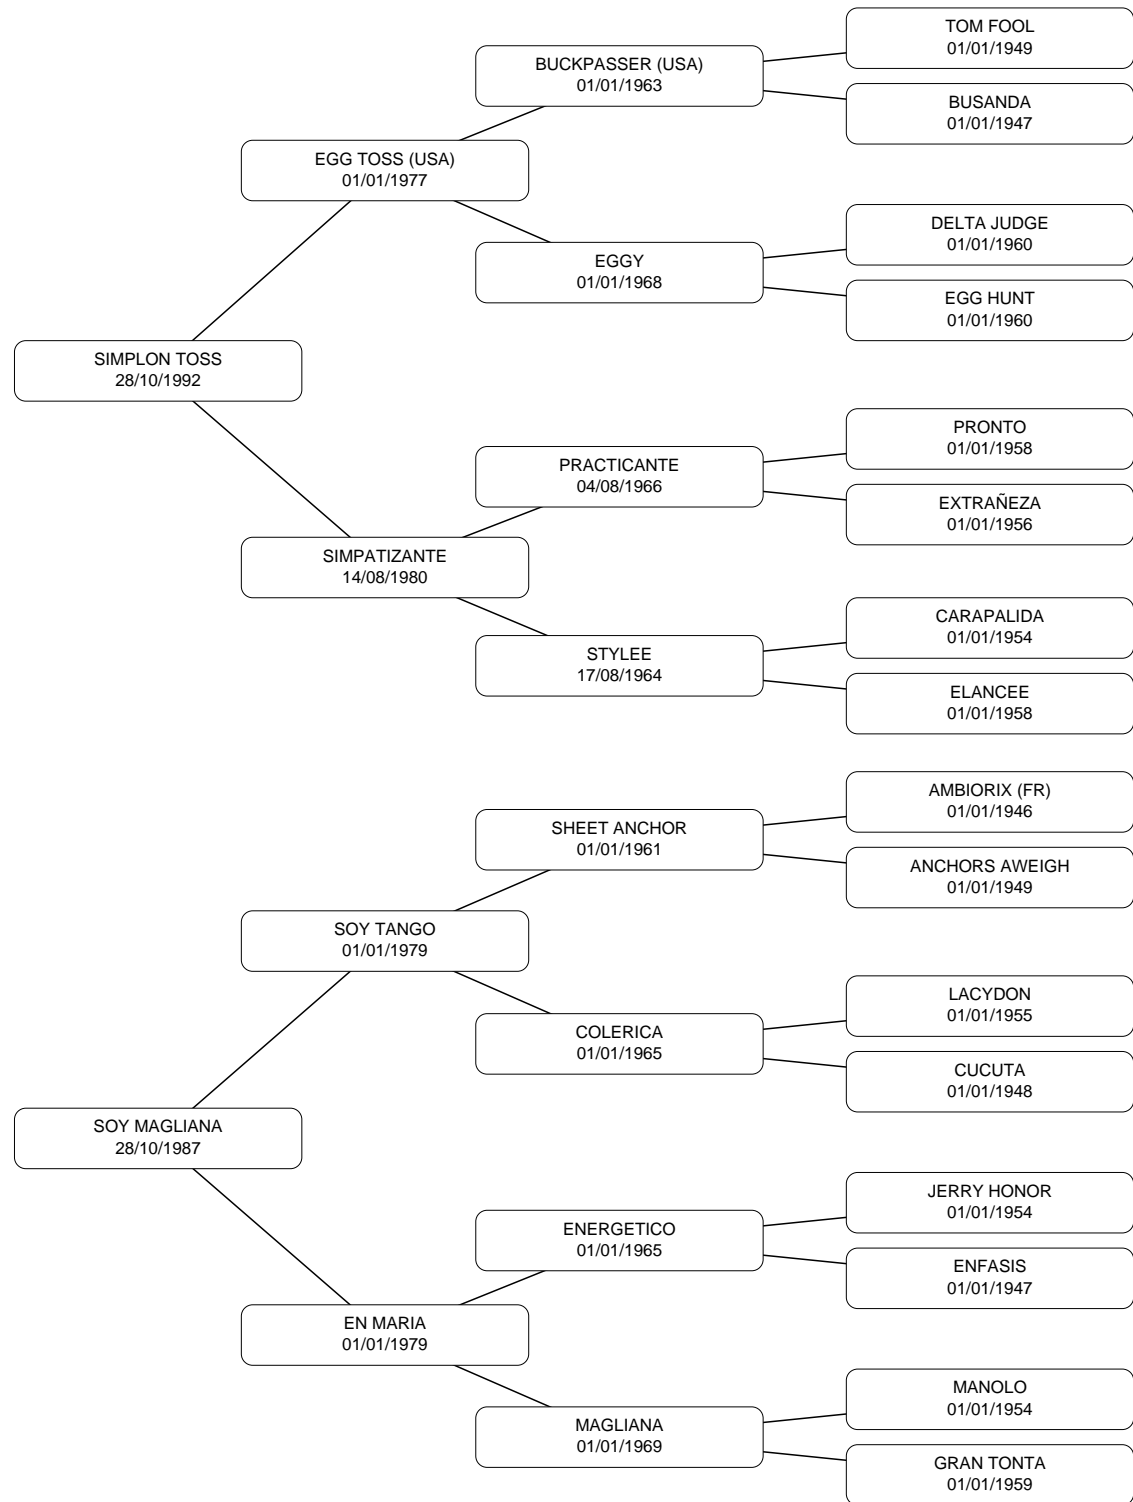 TOM FOOL
01/01/1949
BUCKPASSER (USA)
01/01/1963
BUSANDA
01/01/1947
EGG TOSS (USA)
01/01/1977
DELTA JUDGE
01/01/1960
EGGY
01/01/1968
EGG HUNT
01/01/1960
SIMPLON TOSS
28/10/1992
PRONTO
01/01/1958
PRACTICANTE
04/08/1966
EXTRAÑEZA
01/01/1956
SIMPATIZANTE
14/08/1980
CARAPALIDA
01/01/1954
STYLEE
17/08/1964
ELANCEE
01/01/1958
AMBIORIX (FR)
01/01/1946
SHEET ANCHOR
01/01/1961
ANCHORS AWEIGH
01/01/1949
SOY TANGO
01/01/1979
LACYDON
01/01/1955
COLERICA
01/01/1965
CUCUTA
01/01/1948
SOY MAGLIANA
28/10/1987
JERRY HONOR
01/01/1954
ENERGETICO
01/01/1965
ENFASIS
01/01/1947
EN MARIA
01/01/1979
MANOLO
01/01/1954
MAGLIANA
01/01/1969
GRAN TONTA
01/01/1959